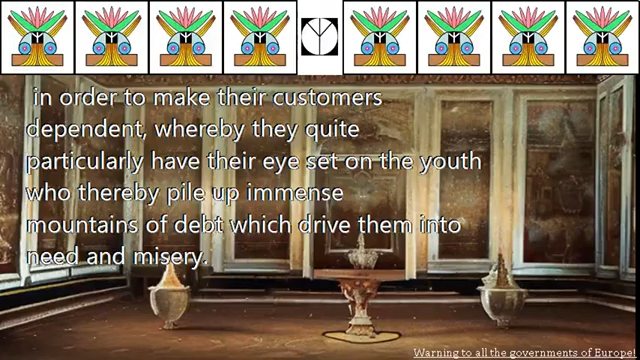 in order to make their customers
dependent, whereby they quite
particularly have their eye set on the youth
who thereby pile up immense
mountains of debt which drive them into
need and misery.
Warning to all the governments of Europe!